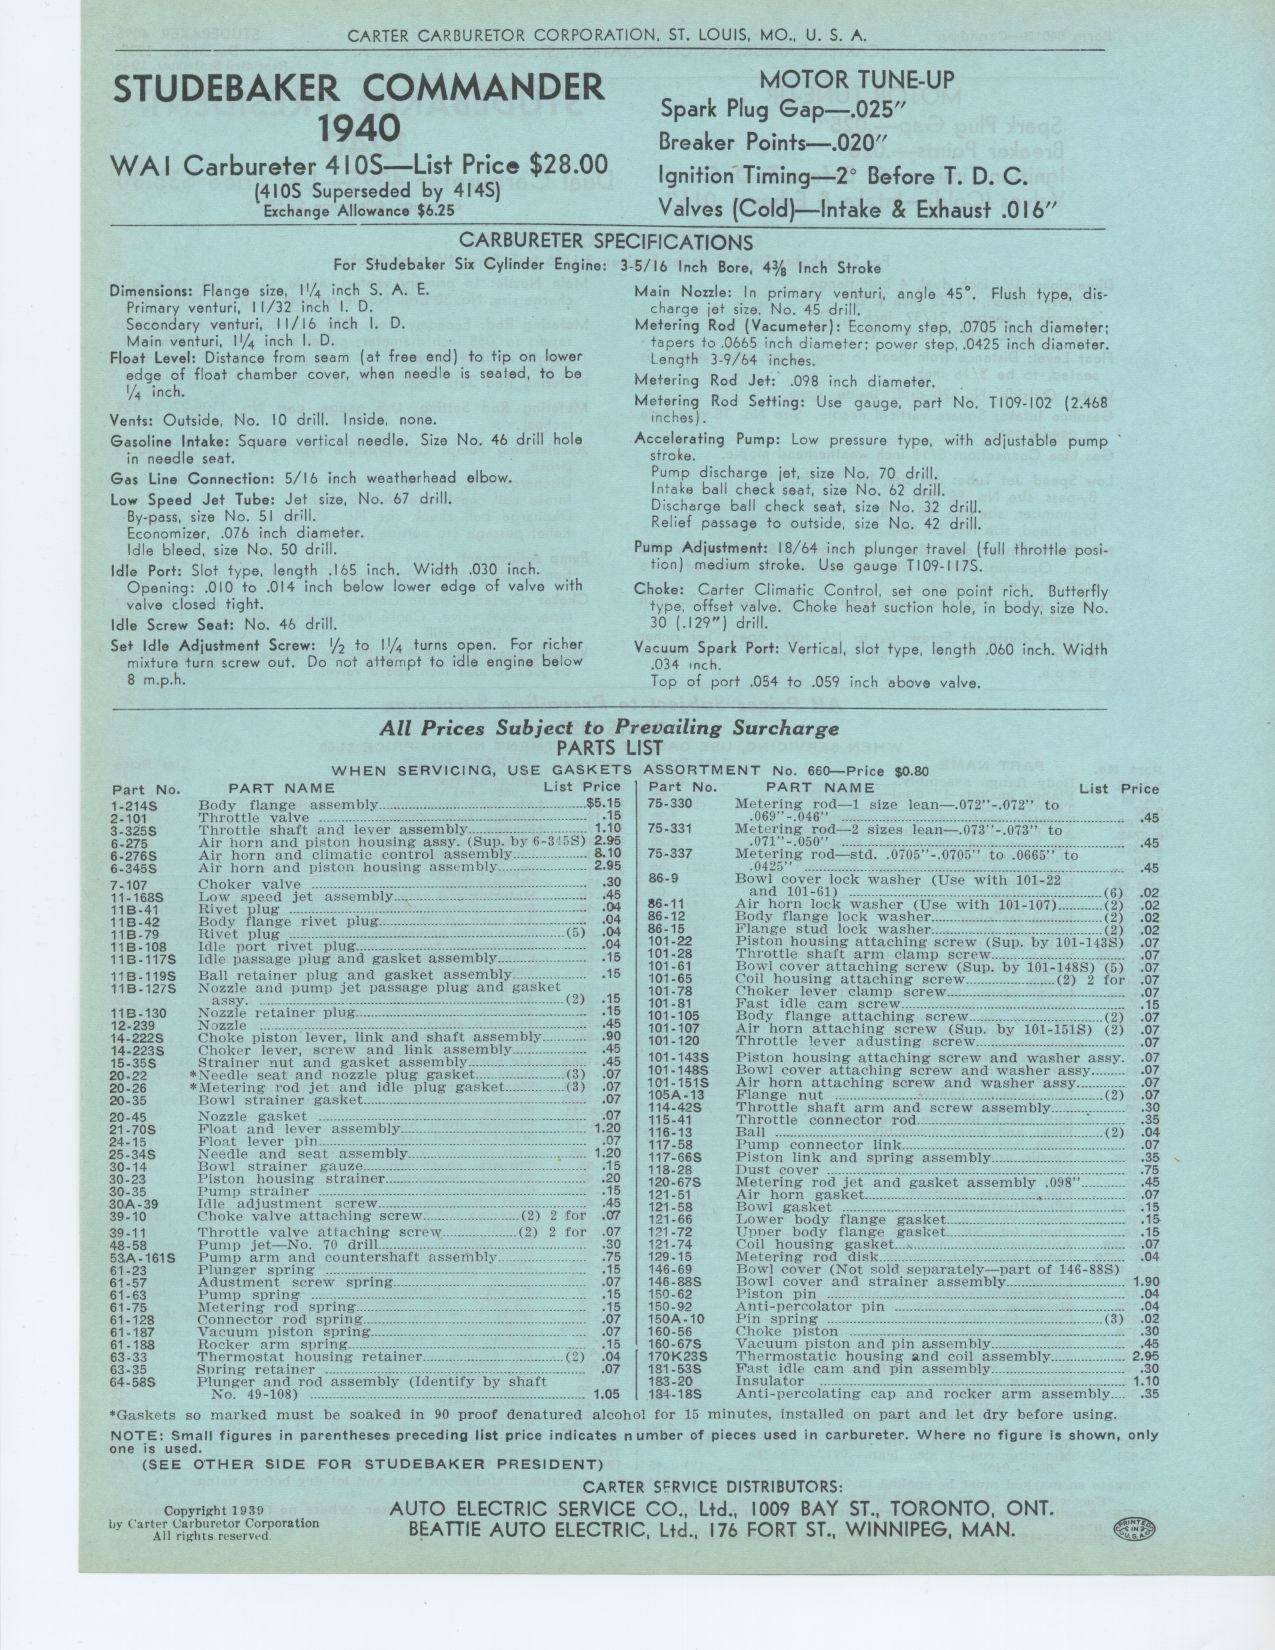 CARTER CARBURETOR CORPORATION, ST. LOUIS, MO., U. S. A.
STUDEBAKER COMMANDER
1940
WA1 Carbureter 410S—List Price $28.00
(410S Superseded by 414S)
Exchange Allowance $6.25
MOTOR TUNE-UP
Spark Plug Gap—.025"
Breaker Points—.020"
Ignition Timing—2° Before T. D. C.
Valves (Cold)—Intake & Exhaust .016"
CARBURETER SPECIFICATIONS
For Studebaker Six Cylinder Engine: 3-5/16 Inch Bore, 4⅜ Inch Stroke
Dimensions: Flange size, 1¼ inch S. A. E.
Primary venturi, 11/32 inch I. D.
Secondary venturi, 11/16 inch I. D.
Main venturi, 1¼ inch I. D.
Float Level: Distance from seam (at free end) to tip on lower
edge of float chamber cover, when needle is seated, to be
¼ inch.
Vents: Outside, No. 10 drill. Inside, none.
Gasoline Intake: Square vertical needle. Size No. 46 drill hole
in needle seat.
Gas Line Connection: 5/16 inch weatherhead elbow.
Low Speed Jet Tube: Jet size, No. 67 drill.
By-pass, size No. 51 drill.
Economizer, .076 inch diameter.
Idle bleed, size No. 50 drill.
Idle Port: Slot type, length .165 inch. Width .030 inch.
Opening: .010 to .014 inch below lower edge of valve with
valve closed tight.
Idle Screw Seat: No. 46 drill.
Set Idle Adjustment Screw: ½ to 1¼ turns open. For richer
mixture turn screw out. Do not attempt to idle engine below
8 m.p.h.
Main Nozzle: In primary venturi, angle 45°. Flush type, dis-
charge jet size, No. 45 drill.
Metering Rod (Vacumeter): Economy step, .0705 inch diameter;
tapers to .0665 inch diameter; power step, .0425 inch diameter.
Length 3-9/64 inches.
Metering Rod Jet: .098 inch diameter.
Metering Rod Setting: Use gauge, part No. T109-102 (2.468
inches).
Accelerating Pump: Low pressure type, with adjustable pump
stroke.
Pump discharge jet, size No. 70 drill.
Intake ball check seat, size No. 62 drill.
Discharge ball check seat, size No. 32 drill.
Relief passage to outside, size No. 42 drill.
Pump Adjustment: 18/64 inch plunger travel (full throttle posi-
tion) medium stroke. Use gauge T109-117S.
Choke: Carter Climatic Control, set one point rich. Butterfly
type, offset valve. Choke heat suction hole, in body, size No.
30 (.129") drill.
Vacuum Spark Port: Vertical, slot type, length .060 inch. Width
.034 inch.
Top of port .054 to .059 inch above valve.
All Prices Subject to Prevailing Surcharge
PARTS LIST
WHEN SERVICING, USE GASKETS ASSORTMENT No. 660—Price $0.80
Part No. PART NAME List Price
1-214S Body flange assembly $5.15
2-101 Throttle valve .15
3-325S Throttle shaft and lever assembly 1.10
6-275 Air horn and piston housing assy. (Sup. by 6-345S) 2.95
6-276S Air horn and climatic control assembly 8.10
6-345S Air horn and piston housing assembly 2.95
7-107 Choker valve .30
11-168S Low speed jet assembly .45
11B-41 Rivet plug .04
11B-42 Body flange rivet plug .04
11B-79 Rivet plug (5) .04
11B-108 Idle port rivet plug .04
11B-117S Idle passage plug and gasket assembly .15
11B-119S Ball retainer plug and gasket assembly .15
11B-127S Nozzle and pump jet passage plug and gasket
assy. (2) .15
11B-130 Nozzle retainer plug .15
12-239 Nozzle .45
14-222S Choke piston lever, link and shaft assembly .90
14-223S Choker lever, screw and link assembly .45
15-35S Strainer nut and gasket assembly .45
20-22 *Needle seat and nozzle plug gasket (3) .07
20-26 *Metering rod jet and idle plug gasket (3) .07
20-35 Bowl strainer gasket .07
20-45 Nozzle gasket .07
21-70S Float and lever assembly 1.20
24-15 Float lever pin .07
25-34S Needle and seat assembly 1.20
30-14 Bowl strainer gauze .15
30-23 Piston housing strainer .20
30-35 Pump strainer .15
30A-39 Idle adjustment screw .45
39-10 Choke valve attaching screw (2) 2 for .07
39-11 Throttle valve attaching screw (2) 2 for .07
48-58 Pump jet—No. 70 drill .30
53A-161S Pump arm and countershaft assembly .75
61-23 Plunger spring .15
61-57 Adustment screw spring .07
61-63 Pump spring .15
61-75 Metering rod spring .15
61-128 Connector rod spring .07
61-187 Vacuum piston spring .07
61-188 Rocker arm spring .15
63-33 Thermostat housing retainer (2) .04
63-35 Spring retainer .07
64-58S Plunger and rod assembly (Identify by shaft
No. 49-108) 1.05
Part No. PART NAME List Price
75-330 Metering rod—1 size lean—.072"-.072" to
.069"-.046" .45
75-331 Metering rod—2 sizes lean—.073"-.073" to
.071"-.050" .45
75-337 Metering rod—std. .0705"-.0705" to .0665" to
.0425" .45
86-9 Bowl cover lock washer (Use with 101-22
and 101-61) (6) .02
86-11 Air horn lock washer (Use with 101-107) (2) .02
86-12 Body flange lock washer (2) .02
86-15 Flange stud lock washer (2) .02
101-22 Piston housing attaching screw (Sup. by 101-143S) .07
101-28 Throttle shaft arm clamp screw .07
101-61 Bowl cover attaching screw (Sup. by 101-148S) (5) .07
101-65 Coil housing attaching screw (2) 2 for .07
101-78 Choker lever clamp screw .07
101-81 Fast idle cam screw .15
101-105 Body flange attaching screw (2) .07
101-107 Air horn attaching screw (Sup. by 101-151S) (2) .07
101-120 Throttle lever adusting screw .07
101-143S Piston housing attaching screw and washer assy. .07
101-148S Bowl cover attaching screw and washer assy. .07
101-151S Air horn attaching screw and washer assy. .07
105A-13 Flange nut (2) .07
114-42S Throttle shaft arm and screw assembly .30
115-41 Throttle connector rod .35
116-13 Ball (2) .04
117-58 Pump connector link .07
117-66S Piston link and spring assembly .35
118-28 Dust cover .75
120-67S Metering rod jet and gasket assembly .098" .45
121-51 Air horn gasket .07
121-58 Bowl gasket .15
121-66 Lower body flange gasket .15
121-72 Upper body flange gasket .15
121-74 Coil housing gasket .07
129-15 Metering rod disk .04
146-69 Bowl cover (Not sold separately—part of 146-88S)
146-88S Bowl cover and strainer assembly 1.90
150-62 Piston pin .04
150-92 Anti-percolator pin .04
150A-10 Pin spring (3) .02
160-56 Choke piston .30
160-67S Vacuum piston and pin assembly .45
170K23S Thermostatic housing and coil assembly 2.95
181-53S Fast idle cam and pin assembly .30
183-20 Insulator 1.10
184-18S Anti-percolating cap and rocker arm assembly .35
*Gaskets so marked must be soaked in 90 proof denatured alcohol for 15 minutes, installed on part and let dry before using.
NOTE: Small figures in parentheses preceding list price indicates number of pieces used in carbureter. Where no figure is shown, only
one is used.
(SEE OTHER SIDE FOR STUDEBAKER PRESIDENT)
CARTER SERVICE DISTRIBUTORS:
AUTO ELECTRIC SERVICE CO., Ltd., 1009 BAY ST., TORONTO, ONT.
BEATTIE AUTO ELECTRIC, Ltd., 176 FORT ST., WINNIPEG, MAN.
Copyright 1939
by Carter Carburetor Corporation
All rights reserved
PRINTED
IN
U.S.A.